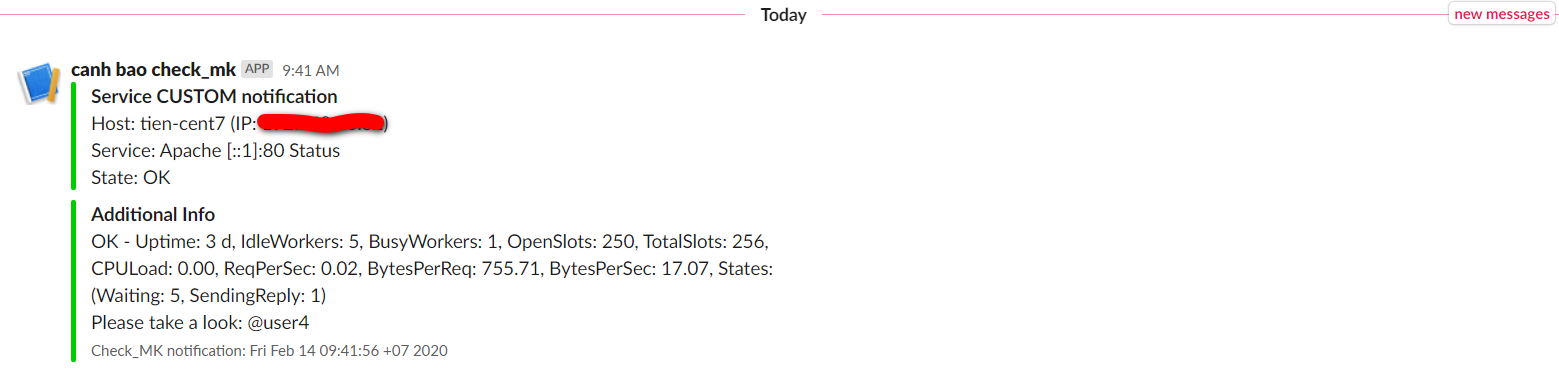 Today
new messages
canh bao check_mk APP 9:41 AM
Service CUSTOM notification
Host: tien-cent7 (IP: )
Service: Apache [::1]:80 Status
State: OK
Additional Info
OK - Uptime: 3 d, IdleWorkers: 5, BusyWorkers: 1, OpenSlots: 250, TotalSlots: 256,
CPULoad: 0.00, ReqPerSec: 0.02, BytesPerReq: 755.71, BytesPerSec: 17.07, States:
(Waiting: 5, SendingReply: 1)
Please take a look: @user4
Check_MK notification: Fri Feb 14 09:41:56 +07 2020